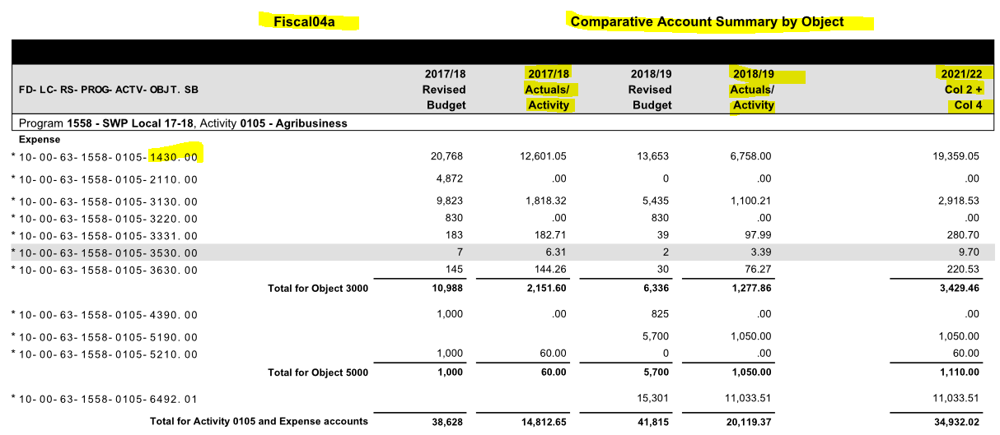 Fiscal04a Comparative Account Summary by Object
2017/18 2017/18 2018/19 2018/19 2021/22
FD- LC- RS- PROG- ACTV- OBJT. SB Revised Actuals/ Revised Actuals/ Col 2 +
Budget Activity Budget Activity Col 4
Program 1558 - SWP Local 17-18, Activity 0105 - Agribusiness
Expense
* 10- 00- 63- 1558- 0105- 1430. 00 20,768 12,601.05 13,653 6,758.00 19,359.05
* 10- 00- 63- 1558- 0105- 2110. 00 4,872 .00 0 .00 .00
* 10- 00- 63- 1558- 0105- 3130. 00 9,823 1,818.32 5,435 1,100.21 2,918.53
* 10- 00- 63- 1558- 0105- 3220. 00 830 .00 830 .00 .00
* 10- 00- 63- 1558- 0105- 3331. 00 183 182.71 39 97.99 280.70
* 10- 00- 63- 1558- 0105- 3530. 00 7 6.31 2 3.39 9.70
* 10- 00- 63- 1558- 0105- 3630. 00 145 144.26 30 76.27 220.53
Total for Object 3000 10,988 2,151.60 6,336 1,277.86 3,429.46
* 10- 00- 63- 1558- 0105- 4390. 00 1,000 .00 825 .00 .00
* 10- 00- 63- 1558- 0105- 5190. 00 5,700 1,050.00 1,050.00
* 10- 00- 63- 1558- 0105- 5210. 00 1,000 60.00 0 .00 60.00
Total for Object 5000 1,000 60.00 5,700 1,050.00 1,110.00
* 10- 00- 63- 1558- 0105- 6492. 01 15,301 11,033.51 11,033.51
Total for Activity 0105 and Expense accounts 38,628 14,812.65 41,815 20,119.37 34,932.02